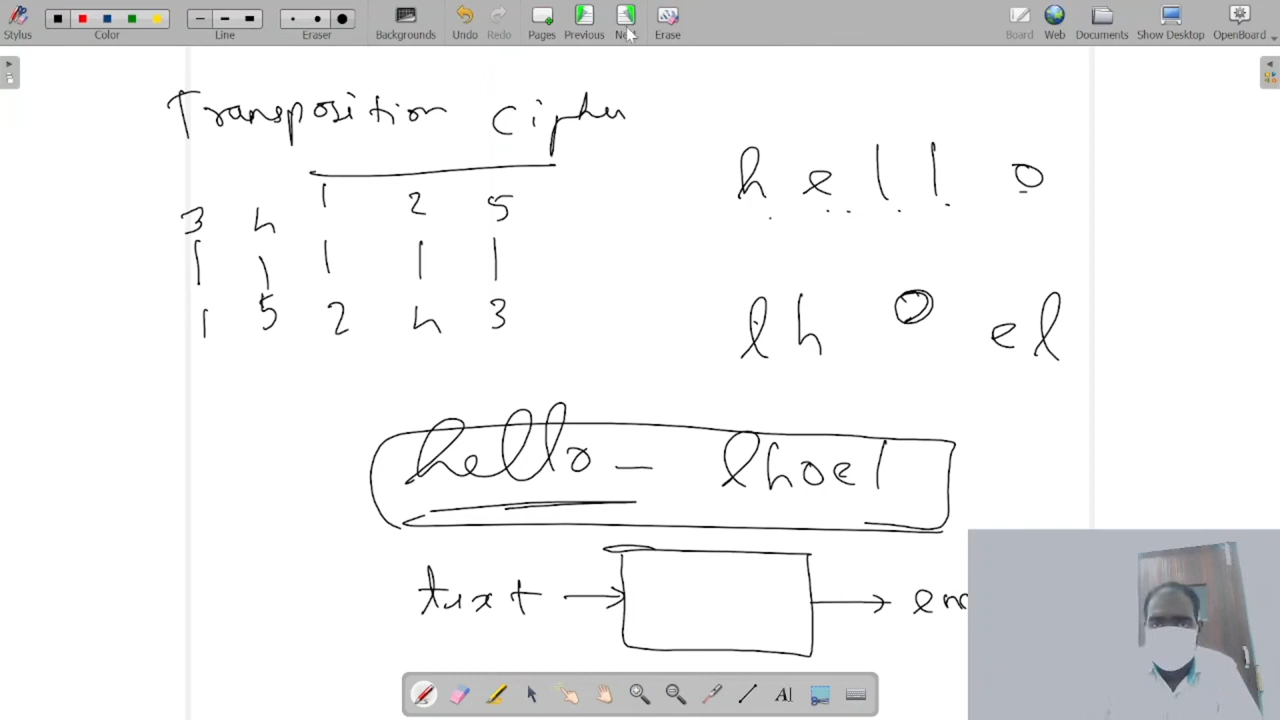 Stylus Color Line Eraser Backgrounds Undo Redo Pages Previous Erase Board Web Documents Show Desktop OpenBoard
Transposition Cipher
h e l l o
3 4 1 2 5
1 5 2 4 3
l h o e l
hello - lhoel
text